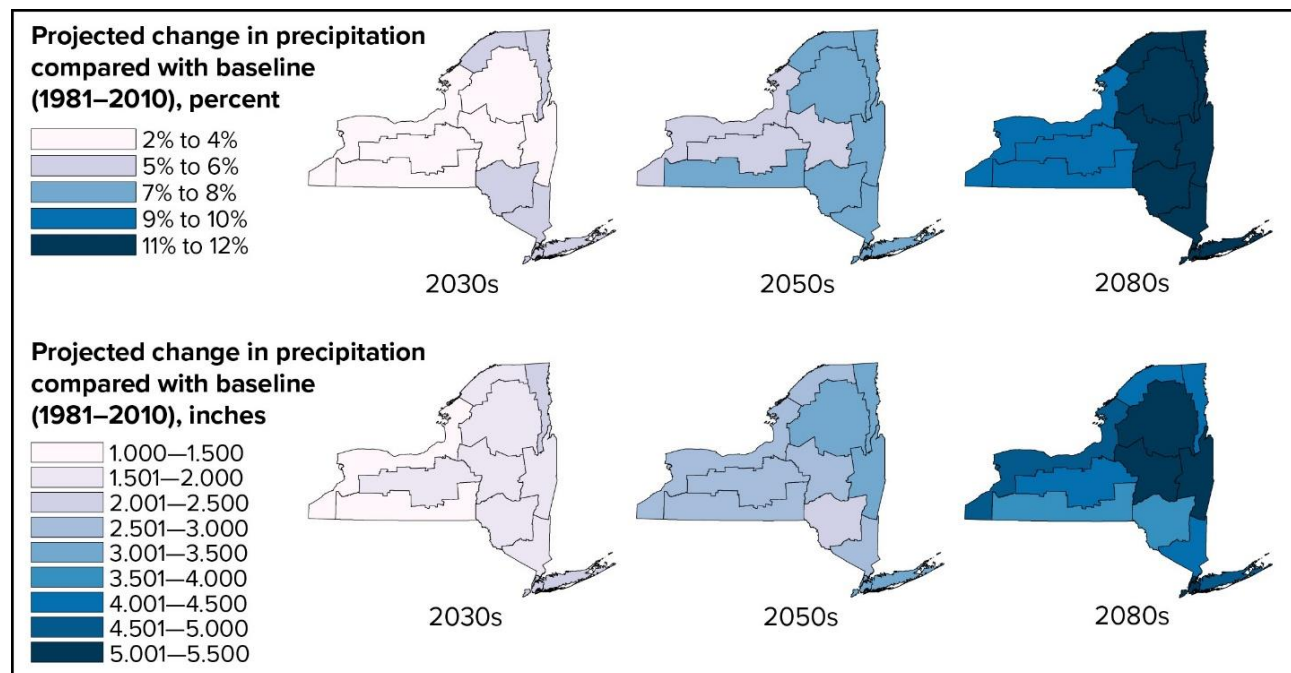 Projected change in precipitation
compared with baseline
(1981–2010), percent
2% to 4%
5% to 6%
7% to 8%
9% to 10%
11% to 12%
2030s
2050s
2080s
Projected change in precipitation
compared with baseline
(1981–2010), inches
1.000—1.500
1.501—2.000
2.001—2.500
2.501—3.000
3.001—3.500
3.501—4.000
4.001—4.500
4.501—5.000
5.001—5.500
2030s
2050s
2080s